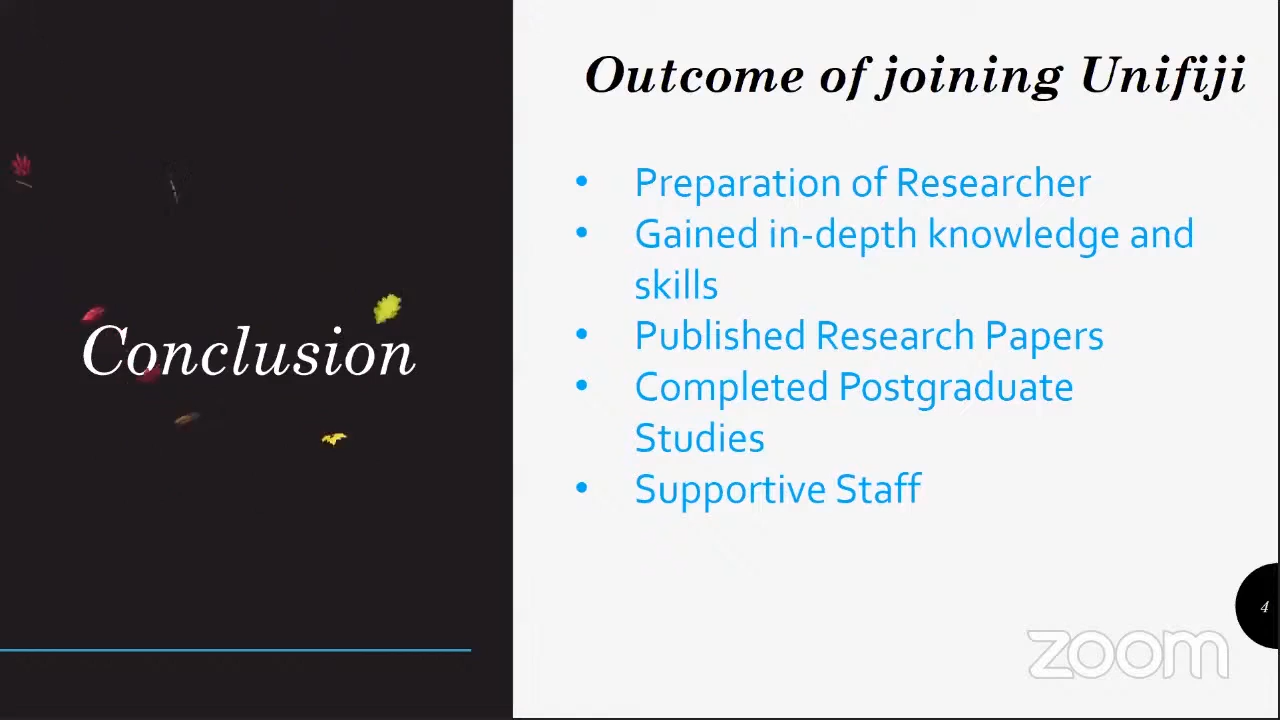 Conclusion
Outcome of joining Unifiji
• Preparation of Researcher
• Gained in-depth knowledge and
skills
• Published Research Papers
• Completed Postgraduate
Studies
• Supportive Staff
4
zoom